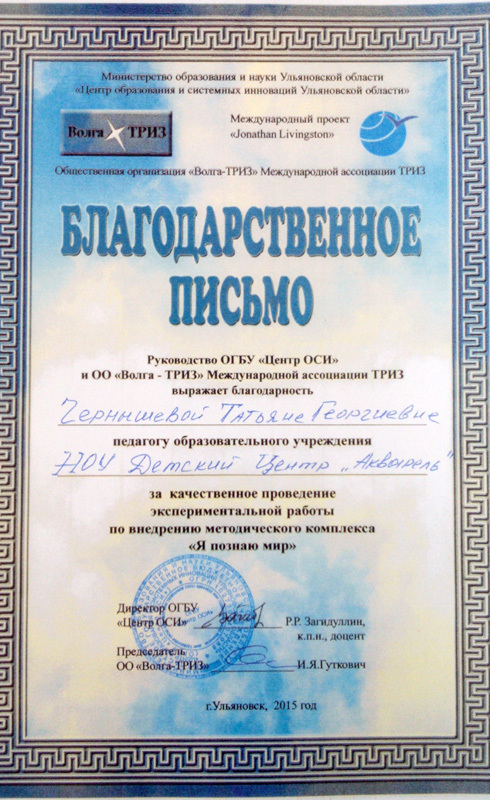 Министерство образования и науки Ульяновской области
«Центр образования и системных инноваций Ульяновской области»
Волга ТРИЗ
Международный проект
«Jonathan Livingston»
Общественная организация «Волга-ТРИЗ» Международной ассоциации ТРИЗ
БЛАГОДАРСТВЕННОЕ
ПИСЬМО
Руководство ОГБУ «Центр ОСИ»
и ОО «Волга - ТРИЗ» Международной ассоциации ТРИЗ
выражает благодарность
Чернышевой Татьяне Георгиевне
педагогу образовательного учреждения
НОУ Детский Центр „Акварель"
за качественное проведение
экспериментальной работы
по внедрению методического комплекса
«Я познаю мир»
Директор ОГБУ
«Центр ОСИ»
Р.Р. Загидуллин,
к.п.н., доцент
Председатель
ОО «Волга-ТРИЗ»
И.Я.Гуткович
г.Ульяновск, 2015 год